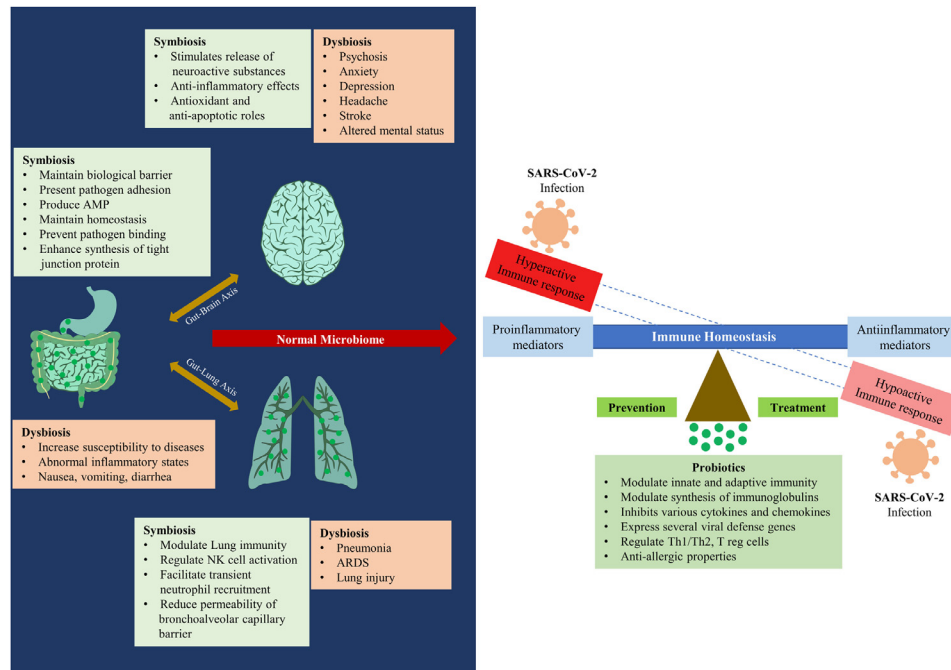 Symbiosis
• Stimulates release of
neuroactive substances
• Anti-inflammatory effects
• Antioxidant and
anti-apoptotic roles
Dysbiosis
• Psychosis
• Anxiety
• Depression
• Headache
• Stroke
• Altered mental status
Symbiosis
• Maintain biological barrier
• Present pathogen adhesion
• Produce AMP
• Maintain homeostasis
• Prevent pathogen binding
• Enhance synthesis of tight
junction protein
Gut-Brain Axis
Normal Microbiome
Gut-Lung Axis
Dysbiosis
• Increase susceptibility to diseases
• Abnormal inflammatory states
• Nausea, vomiting, diarrhea
Symbiosis
• Modulate Lung immunity
• Regulate NK cell activation
• Facilitate transient
neutrophil recruitment
• Reduce permeability of
bronchoalveolar capillary
barrier
Dysbiosis
• Pneumonia
• ARDS
• Lung injury
SARS-CoV-2
Infection
Hyperactive
Immune response
Proinflammatory
mediators
Immune Homeostasis
Antiinflammatory
mediators
Hypoactive
Immune response
Prevention
Treatment
SARS-CoV-2
Infection
Probiotics
• Modulate innate and adaptive immunity
• Modulate synthesis of immunoglobulins
• Inhibits various cytokines and chemokines
• Express several viral defense genes
• Regulate Th1/Th2, T reg cells
• Anti-allergic properties